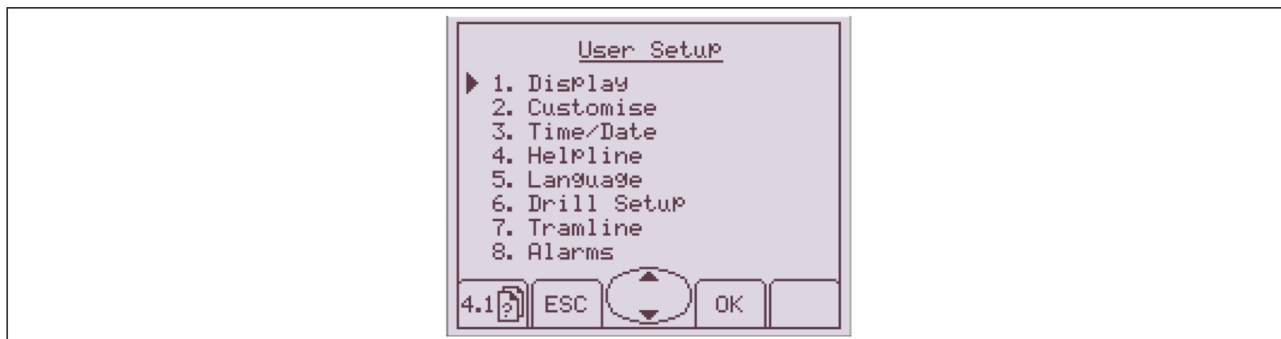 User Setup
1. Display
2. Customise
3. Time/Date
4. Helpline
5. Language
6. Drill Setup
7. Tramline
8. Alarms
4.1 ? ESC OK